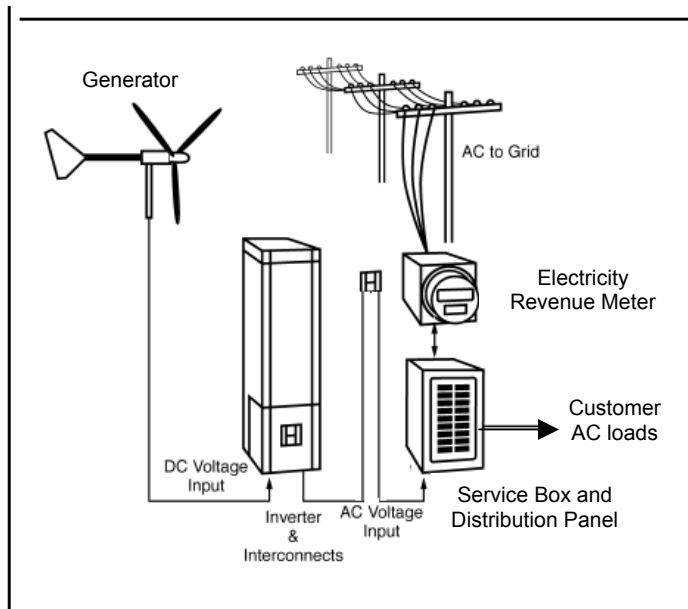 Generator
AC to Grid
Electricity
Revenue Meter
Customer
AC loads
DC Voltage
Input
Inverter
&
Interconnects
AC Voltage
Input
Service Box and
Distribution Panel